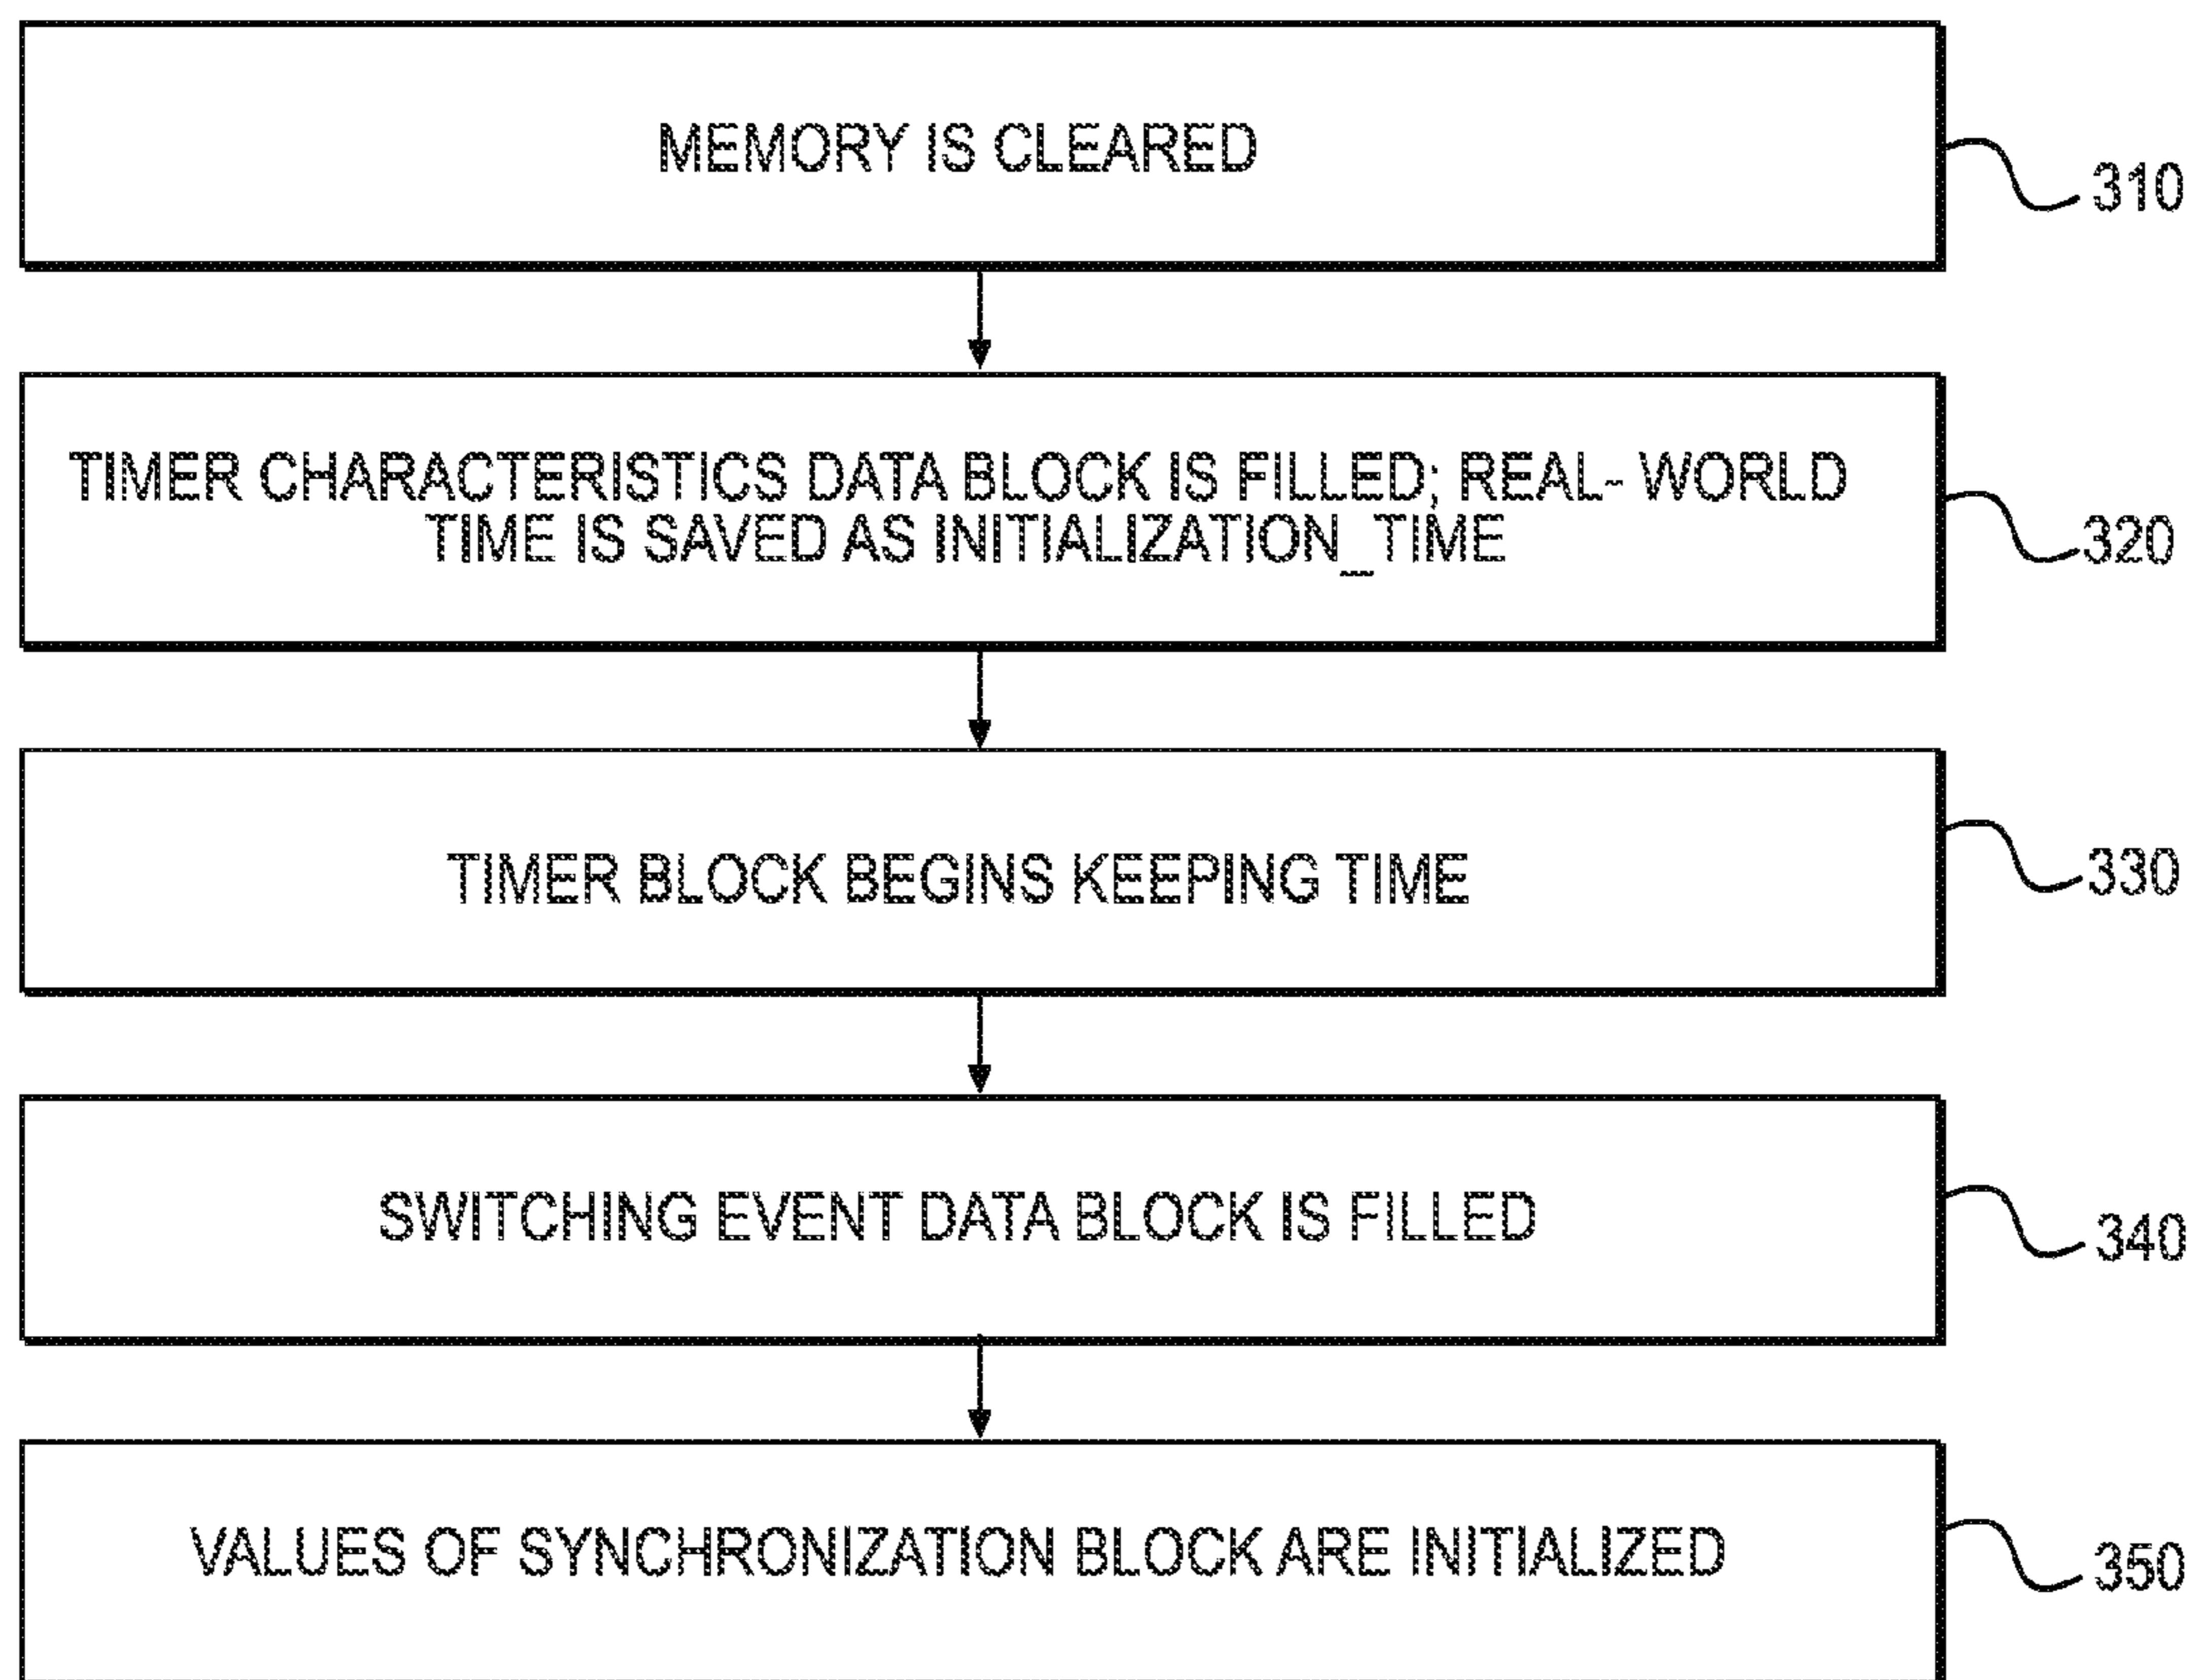 MEMORY IS CLEARED
310
TIMER CHARACTERISTICS DATA BLOCK IS FILLED; REAL- WORLD
TIME IS SAVED AS INITIALIZATION_TIME
320
TIMER BLOCK BEGINS KEEPING TIME
330
SWITCHING EVENT DATA BLOCK IS FILLED
340
VALUES OF SYNCHRONIZATION BLOCK ARE INITIALIZED
350